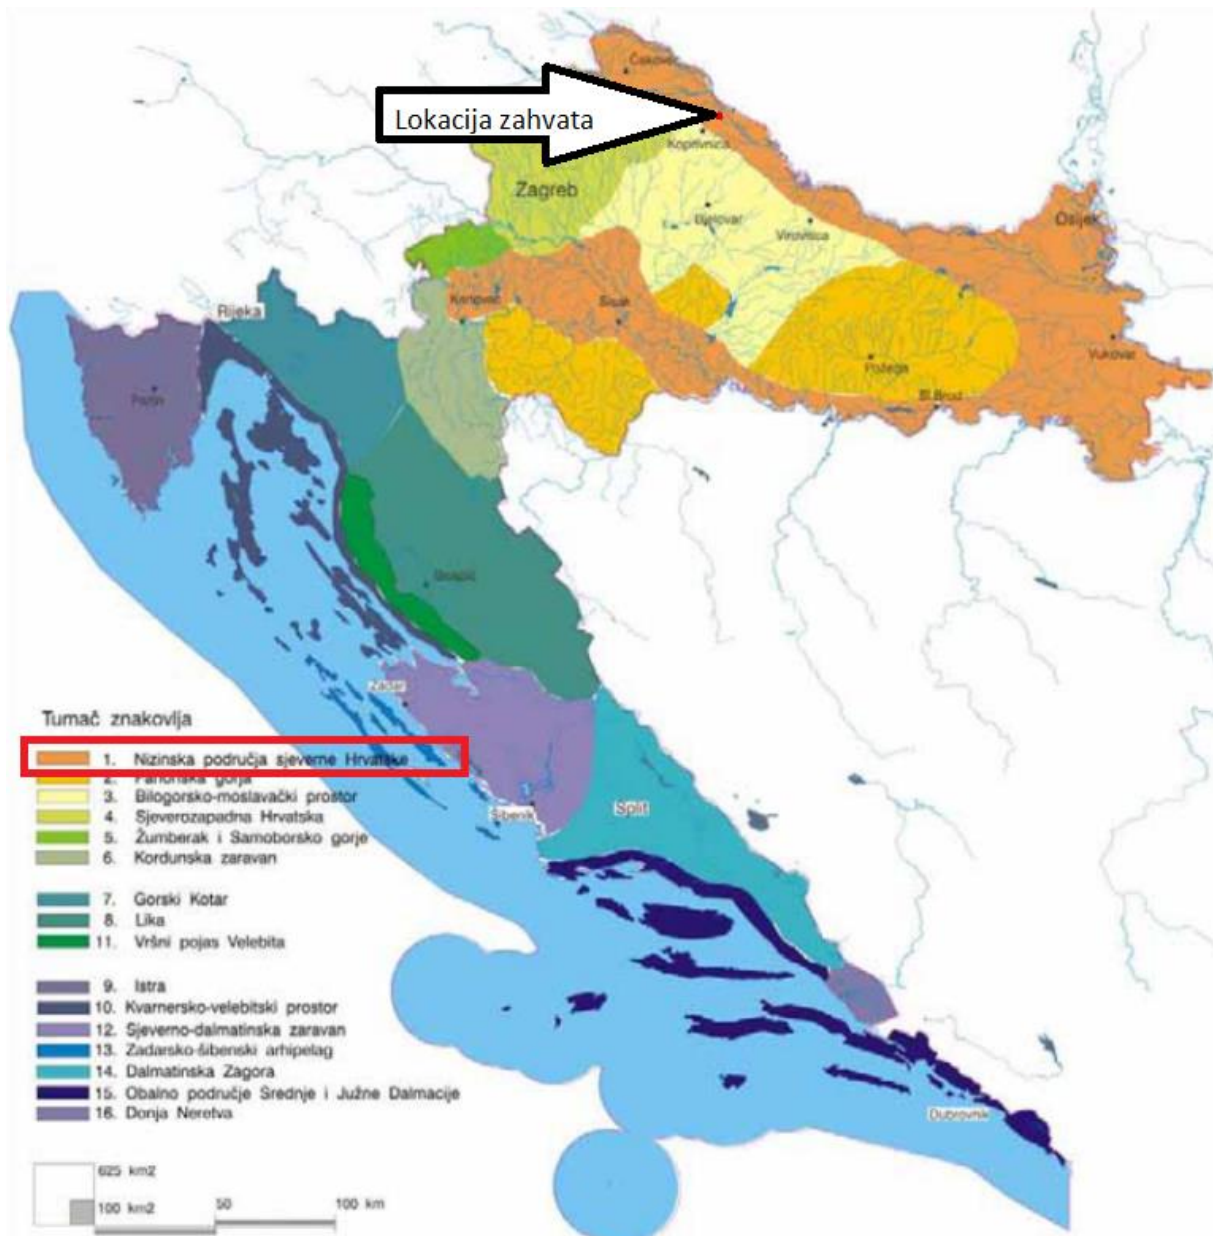 Čakovec
Lokacija zahvata
Koprivnica
Zagreb
Osijek
Bjelovar
Virovitica
Karlovac
Sisak
Rijeka
Vukovar
Požega
Sl.Brod
Pazin
Gospić
Zadar
Tumač znakovlja
1. Nizinska područja sjeverne Hrvatske
2. Panonska gorja
3. Bilogorsko-moslavački prostor
Split
4. Sjeverozapadna Hrvatska
Šibenik
5. Žumberak i Samoborsko gorje
6. Kordunska zaravan
7. Gorski Kotar
8. Lika
11. Vršni pojas Velebita
9. Istra
10. Kvarnersko-velebitski prostor
12. Sjeverno-dalmatinska zaravan
13. Zadarsko-šibenski arhipelag
14. Dalmatinska Zagora
15. Obalno područje Srednje i Južne Dalmacije
16. Donja Neretva
Dubrovnik
625 km2
100 km2
50
100 km